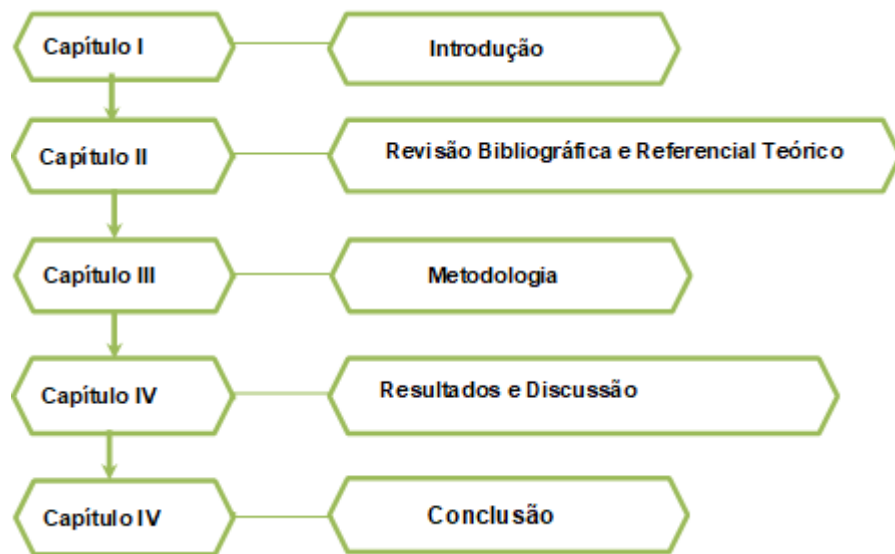 Capítulo I
Introdução
Capítulo II
Revisão Bibliográfica e Referencial Teórico
Capítulo III
Metodologia
Capítulo IV
Resultados e Discussão
Capítulo IV
Conclusão